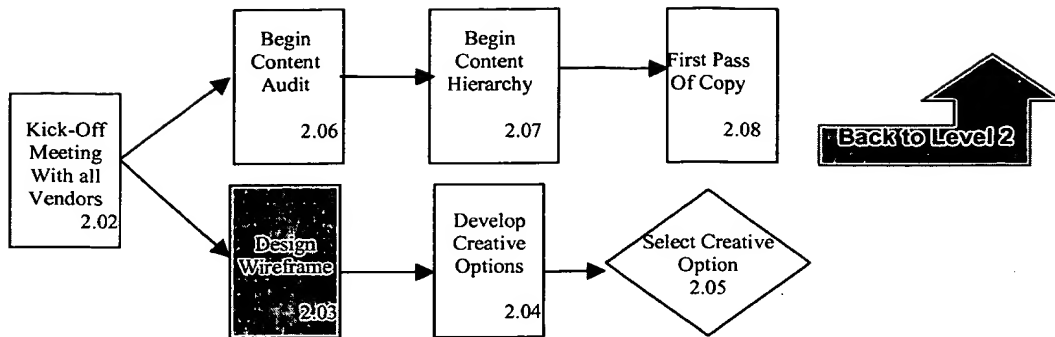 Kick-Off
Meeting
With all
Vendors
2.02
Begin
Content
Audit
2.06
Begin
Content
Hierarchy
2.07
First Pass
Of Copy
2.08
Back to Level 2
Design
Wireframe
2.03
Develop
Creative
Options
2.04
Select Creative
Option
2.05